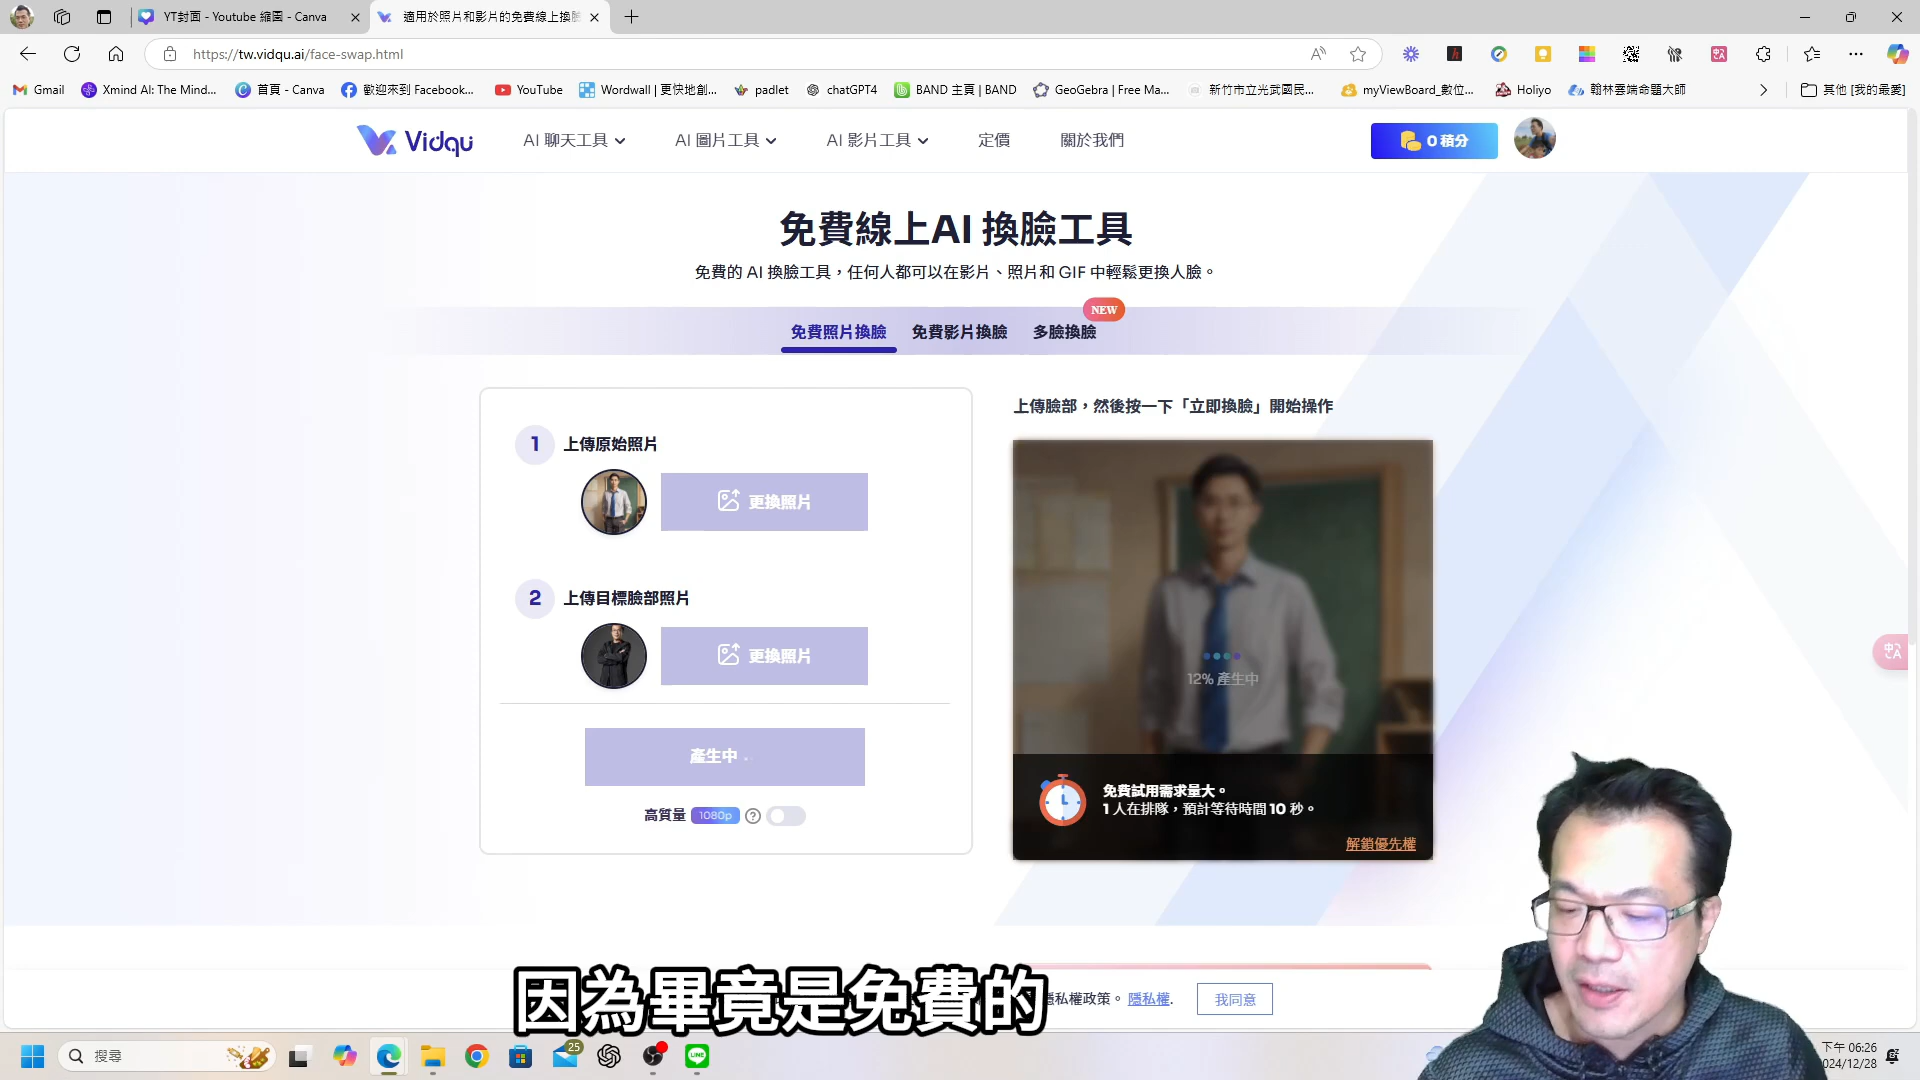 YT封面 - Youtube 縮圖 - Canva
適用於照片和影片的免費線上換臉
https://tw.vidqu.ai/face-swap.html
Gmail
Xmind AI: The Mind...
首頁 - Canva
歡迎來到 Facebook...
YouTube
Wordwall | 更快地創...
padlet
chatGPT4
BAND 主頁 | BAND
GeoGebra | Free Ma...
新竹市立光武國民...
myViewBoard_數位...
Holiyo
翰林雲端命題大師
其他 [我的最愛]
Vidqu
AI 聊天工具
AI 圖片工具
AI 影片工具
定價
關於我們
0 積分
免費線上AI 換臉工具
免費的 AI 換臉工具，任何人都可以在影片、照片和 GIF 中輕鬆更換人臉。
NEW
免費照片換臉
免費影片換臉
多臉換臉
1 上傳原始照片
更換照片
2 上傳目標臉部照片
更換照片
產生中
高質量 1080p
上傳臉部，然後按一下「立即換臉」開始操作
12% 產生中
免費試用需求量大。
1 人在排隊，預計等待時間 10 秒。
解鎖優先權
隱私權政策。 隱私權.
我同意
因為畢竟是免費的
搜尋
25
下午 06:26
024/12/28